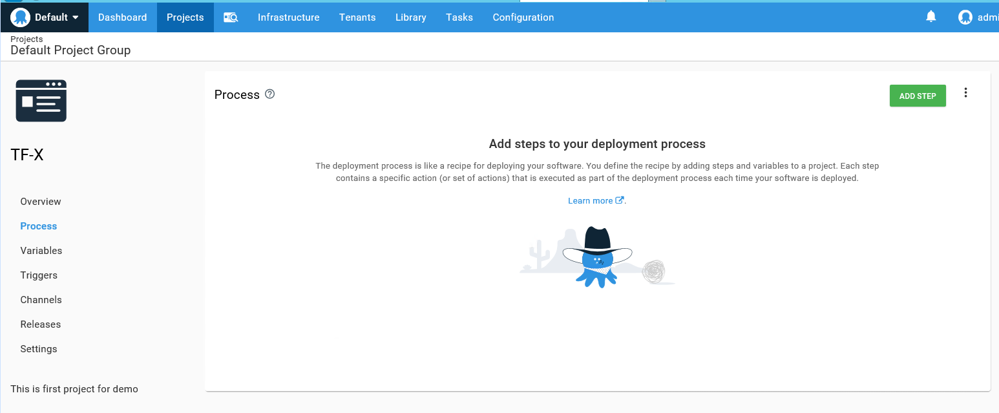 Default Dashboard Projects Infrastructure Tenants Library Tasks Configuration
Projects
Default Project Group
TF-X
Overview
Process
Variables
Triggers
Channels
Releases
Settings
This is first project for demo
Process ?
ADD STEP
Add steps to your deployment process
The deployment process is like a recipe for deploying your software. You define the recipe by adding steps and variables to a project. Each step
contains a specific action (or set of actions) that is executed as part of the deployment process each time your software is deployed.
Learn more .